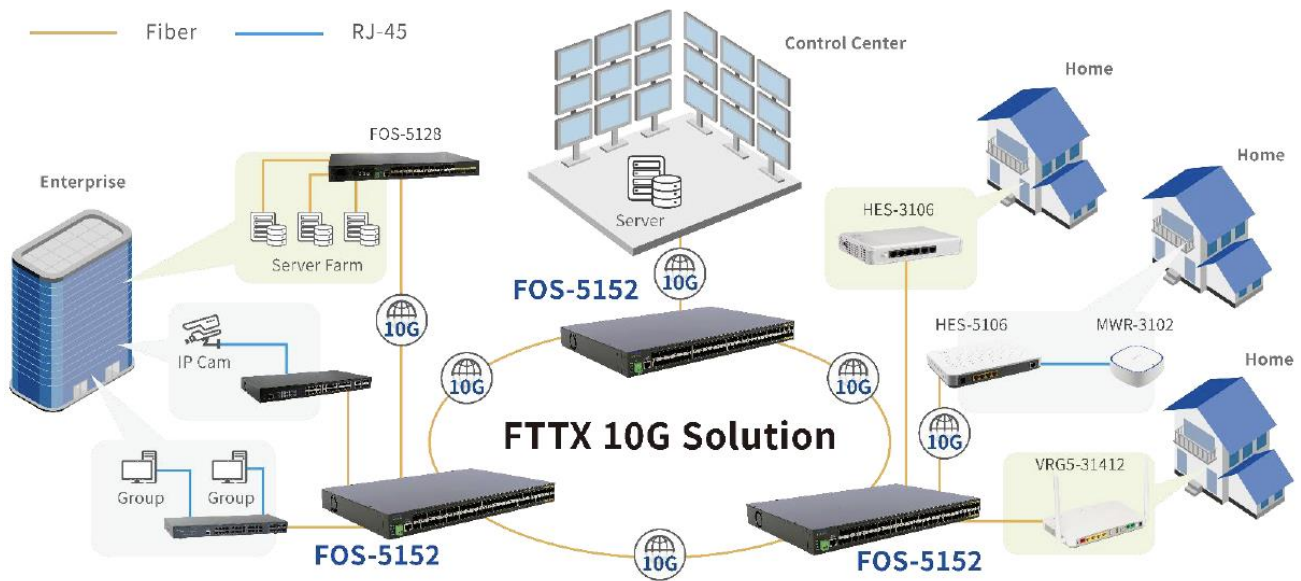 Fiber
RJ-45
Control Center
Home
FOS-5128
Enterprise
Home
HES-3106
Server
Server Farm
FOS-5152
10G
10G
HES-5106
MWR-3102
IP Cam
10G
10G
Home
FTTX 10G Solution
10G
VRG5-31412
Group
Group
10G
FOS-5152
FOS-5152